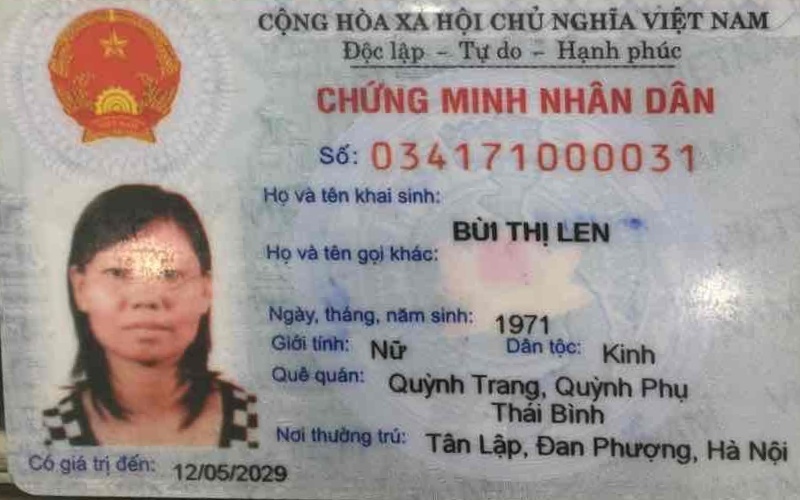 CỘNG HÒA XÃ HỘI CHỦ NGHĨA VIỆT NAM
Độc lập - Tự do - Hạnh phúc
CHỨNG MINH NHÂN DÂN
Số: 034171000031
Họ và tên khai sinh:
BÙI THỊ LEN
Họ và tên gọi khác:
Ngày, tháng, năm sinh: 1971
Giới tính: Nữ Dân tộc: Kinh
Quê quán: Quỳnh Trang, Quỳnh Phụ
Thái Bình
Nơi thường trú: Tân Lập, Đan Phượng, Hà Nội
Có giá trị đến: 12/05/2029